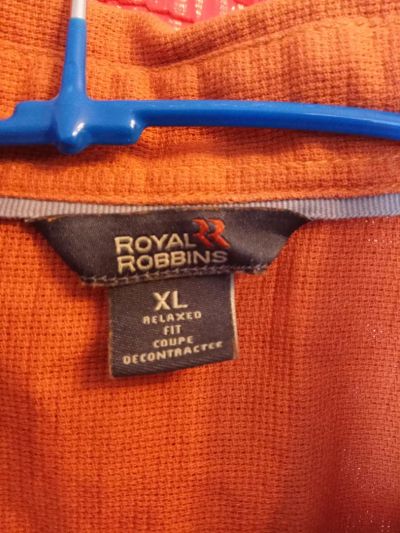 ROYAL
ROBBINS
XL
RELAXED
FIT
COUPE
DECONTRACTEE